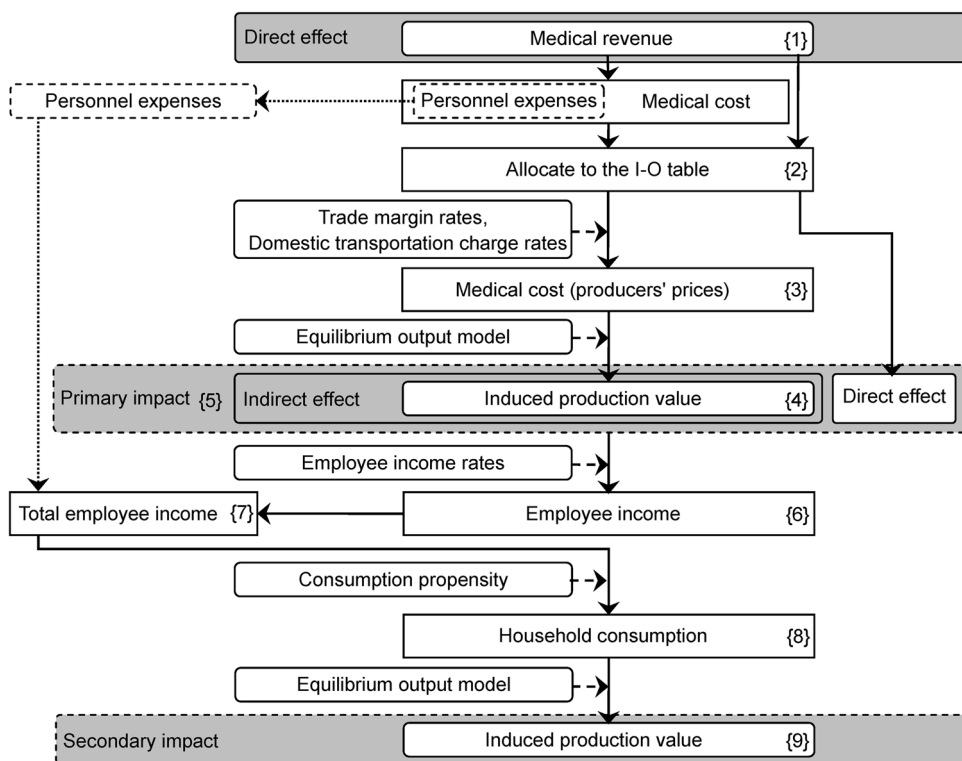 Direct effect
Medical revenue {1}
Personnel expenses
Personnel expenses
Medical cost
Allocate to the I-O table {2}
Trade margin rates,
Domestic transportation charge rates
Medical cost (producers' prices) {3}
Equilibrium output model
Primary impact {5}
Indirect effect
Induced production value {4}
Direct effect
Employee income rates
Total employee income {7}
Employee income {6}
Consumption propensity
Household consumption {8}
Equilibrium output model
Secondary impact
Induced production value {9}